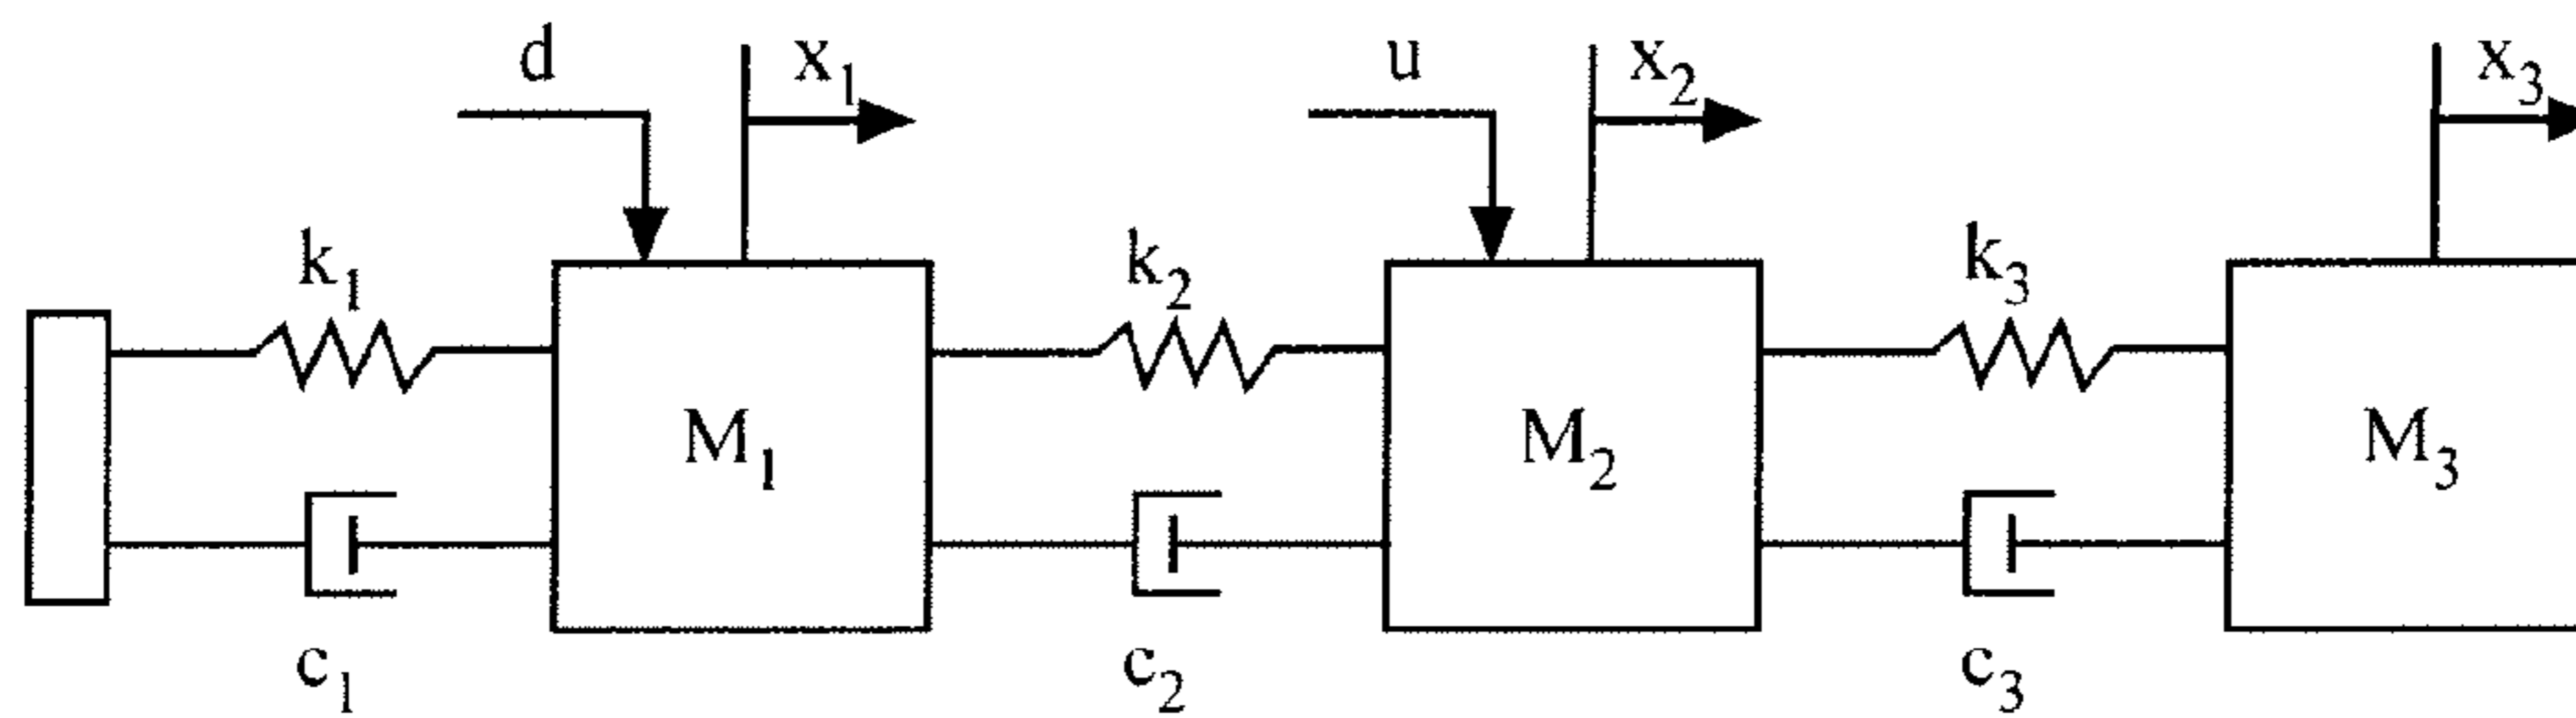 d x₁ u x₂ x₃
k₁ k₂ k₃
M₁ M₂ M₃
c₁ c₂ c₃